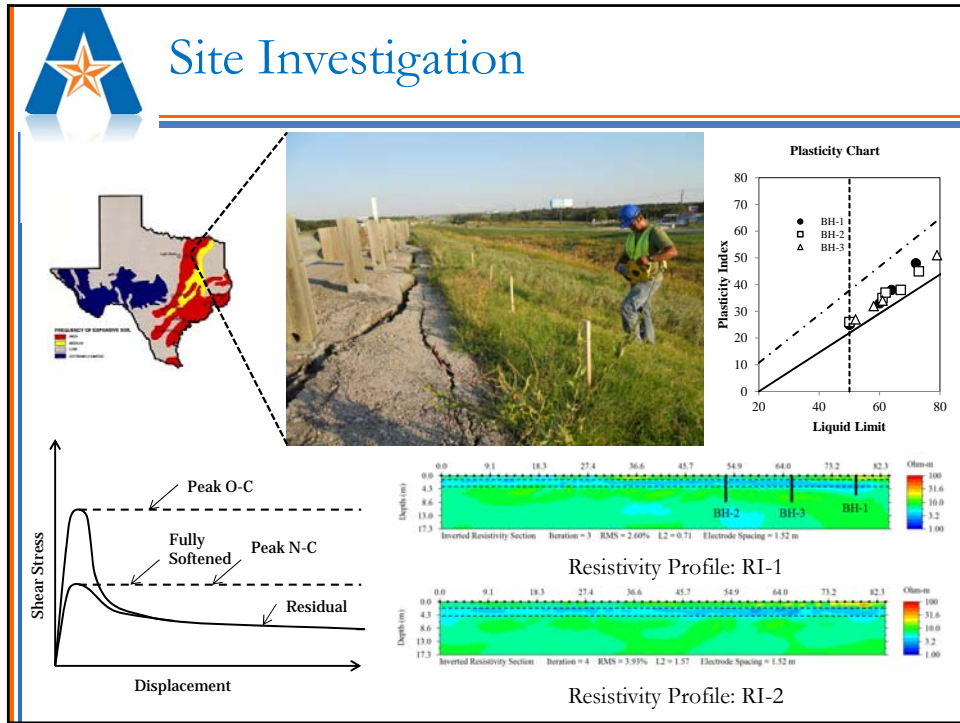 Site Investigation
FREQUENCY OF EXPANSIVE SOIL
HIGH
MEDIUM
LOW
Plasticity Chart
Plasticity Index
80
70
60
50
40
30
20
10
0
BH-1
BH-2
BH-3
20 40 60 80
Liquid Limit
Shear Stress
Peak O-C
Fully
Softened
Peak N-C
Residual
Displacement
0.0 9.1 18.3 27.4 36.6 45.7 54.9 64.0 73.2 82.3 Ohm-m
Depth (m)
0.0
4.3
8.6
13.0
17.3
BH-2 BH-3 BH-1
100
31.6
10.0
3.2
1.00
Inverted Resistivity Section Iteration = 3 RMS = 2.60% L2 = 0.71 Electrode Spacing = 1.52 m
Resistivity Profile: RI-1
0.0 9.1 18.3 27.4 36.6 45.7 54.9 64.0 73.2 82.3 Ohm-m
Depth (m)
0.0
4.3
8.6
13.0
17.3
100
31.6
10.0
3.2
1.00
Inverted Resistivity Section Iteration = 4 RMS = 3.93% L2 = 1.57 Electrode Spacing = 1.52 m
Resistivity Profile: RI-2